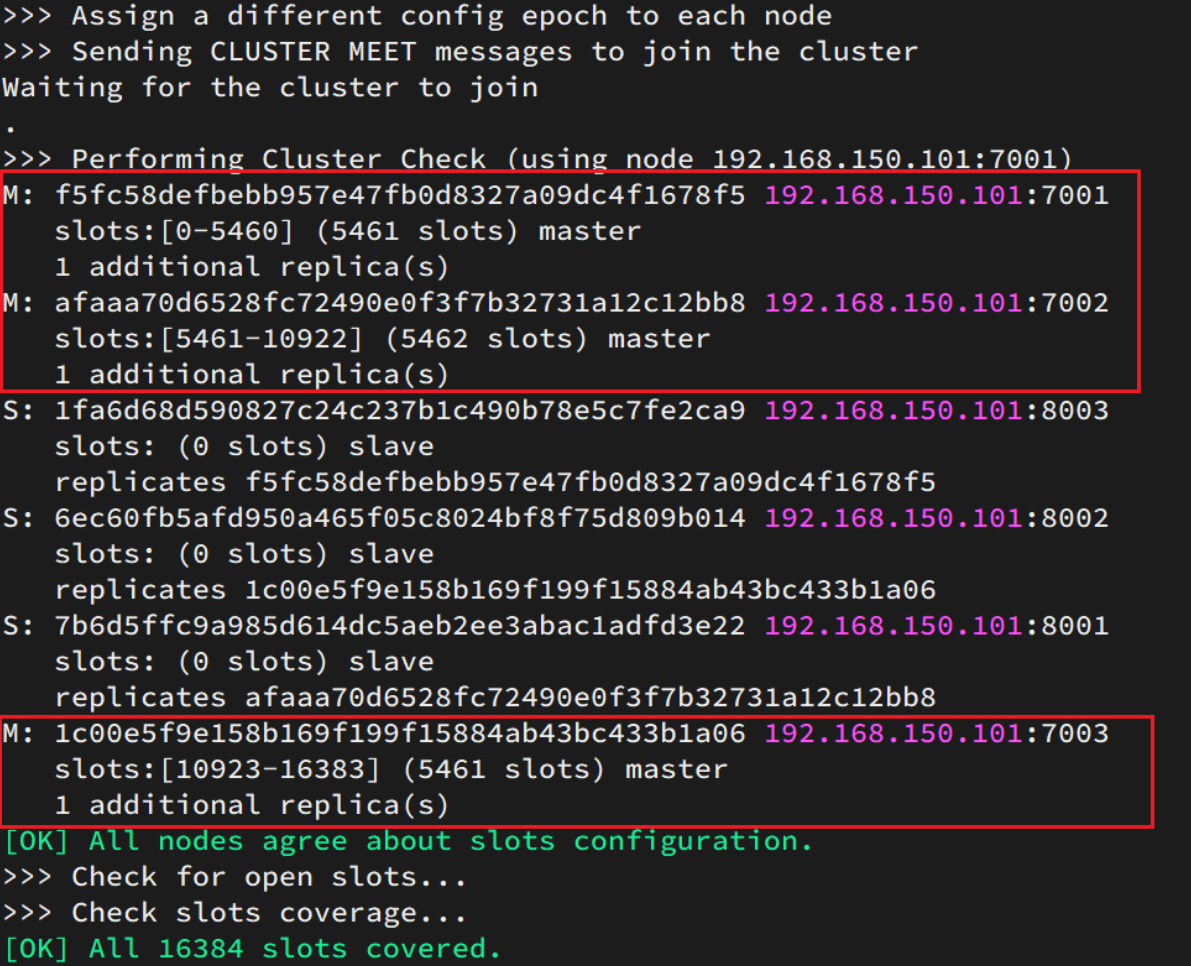 >>> Assign a different config epoch to each node
>>> Sending CLUSTER MEET messages to join the cluster
Waiting for the cluster to join
.
>>> Performing Cluster Check (using node 192.168.150.101:7001)
M: f5fc58defbebb957e47fb0d8327a09dc4f1678f5 192.168.150.101:7001
   slots:[0-5460] (5461 slots) master
   1 additional replica(s)
M: afaaa70d6528fc72490e0f3f7b32731a12c12bb8 192.168.150.101:7002
   slots:[5461-10922] (5462 slots) master
   1 additional replica(s)
S: 1fa6d68d590827c24c237b1c490b78e5c7fe2ca9 192.168.150.101:8003
   slots: (0 slots) slave
   replicates f5fc58defbebb957e47fb0d8327a09dc4f1678f5
S: 6ec60fb5afd950a465f05c8024bf8f75d809b014 192.168.150.101:8002
   slots: (0 slots) slave
   replicates 1c00e5f9e158b169f199f15884ab43bc433b1a06
S: 7b6d5ffc9a985d614dc5aeb2ee3abac1adfd3e22 192.168.150.101:8001
   slots: (0 slots) slave
   replicates afaaa70d6528fc72490e0f3f7b32731a12c12bb8
M: 1c00e5f9e158b169f199f15884ab43bc433b1a06 192.168.150.101:7003
   slots:[10923-16383] (5461 slots) master
   1 additional replica(s)
[OK] All nodes agree about slots configuration.
>>> Check for open slots...
>>> Check slots coverage...
[OK] All 16384 slots covered.